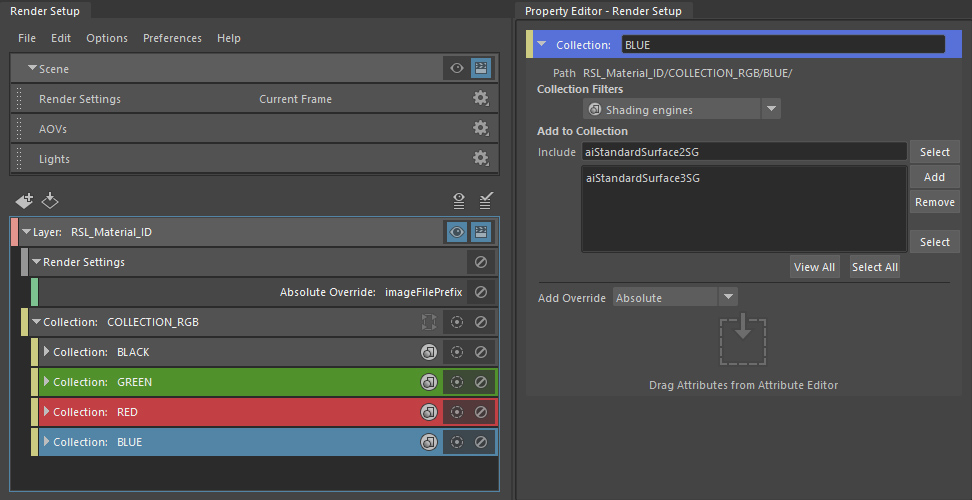 Render Setup
File Edit Options Preferences Help
Scene
Render Settings Current Frame
AOVs
Lights
Layer: RSL_Material_ID
Render Settings
Absolute Override: imageFilePrefix
Collection: COLLECTION_RGB
Collection: BLACK
Collection: GREEN
Collection: RED
Collection: BLUE
Property Editor - Render Setup
Collection: BLUE
Path RSL_Material_ID/COLLECTION_RGB/BLUE/
Collection Filters
Shading engines
Add to Collection
Include aiStandardSurface2SG Select
aiStandardSurface3SG Add
Remove
Select
View All Select All
Add Override Absolute
Drag Attributes from Attribute Editor